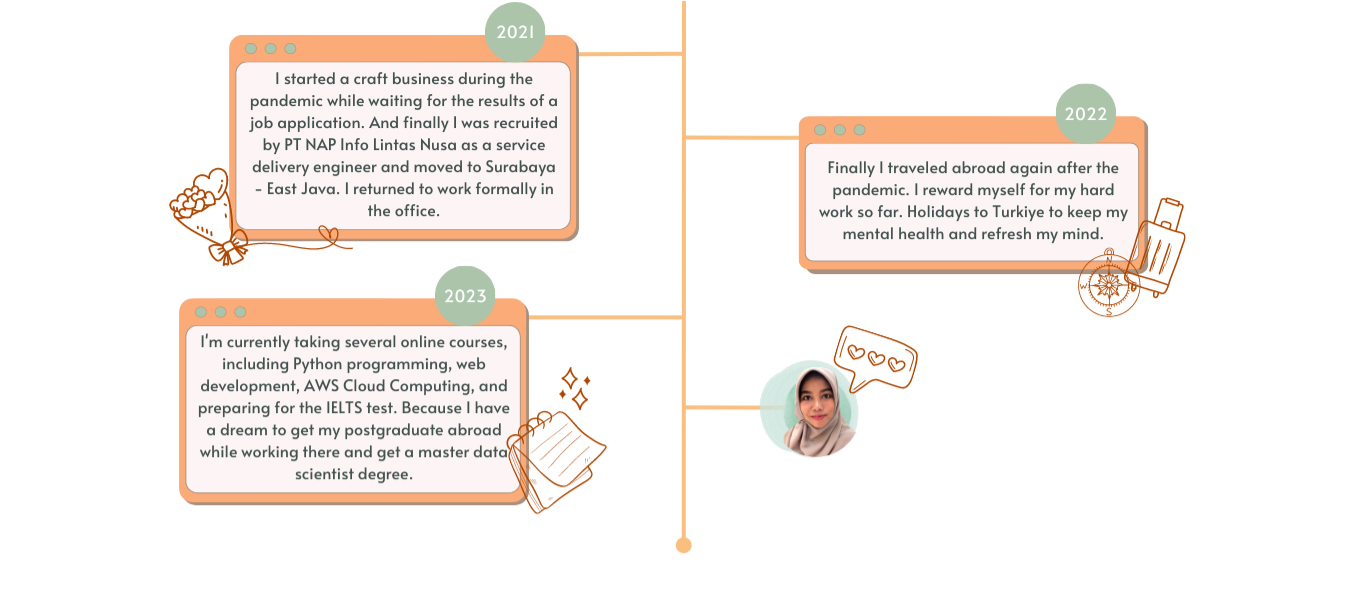 2021
I started a craft business during the
pandemic while waiting for the results of a
job application. And finally I was recruited
by PT NAP Info Lintas Nusa as a service
delivery engineer and moved to Surabaya
- East Java. I returned to work formally in
the office.
2022
Finally I traveled abroad again after the
pandemic. I reward myself for my hard
work so far. Holidays to Turkiye to keep my
mental health and refresh my mind.
N
W
S
2023
I'm currently taking several online courses,
including Python programming, web
development, AWS Cloud Computing, and
preparing for the IELTS test. Because I have
a dream to get my postgraduate abroad
while working there and get a master data
scientist degree.